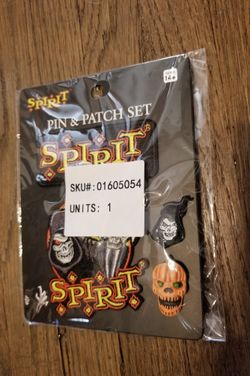 SPIRIT
PIN & PATCH SET
14+
SPIRIT
SKU#: 01605054
UNITS: 1
SPIRIT